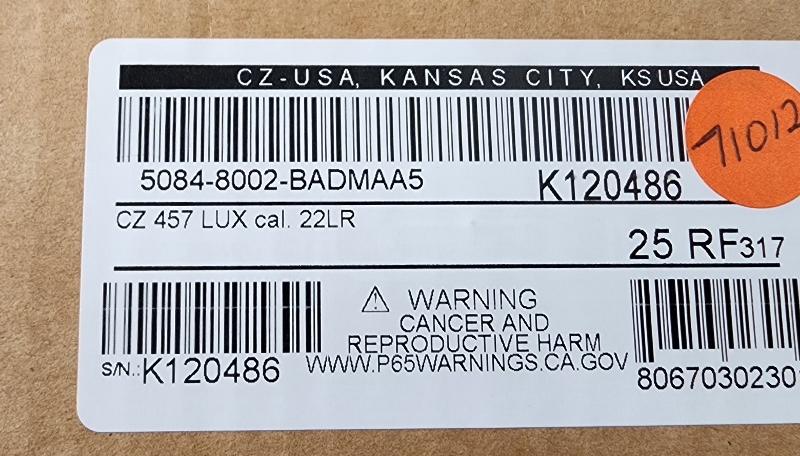 CZ-USA, KANSAS CITY, KS USA
71012
5084-8002-BADMAA5
K120486
CZ 457 LUX cal. 22LR
25 RF317
WARNING
CANCER AND
REPRODUCTIVE HARM
WWW.P65WARNINGS.CA.GOV
S/N.:K120486
8067030230